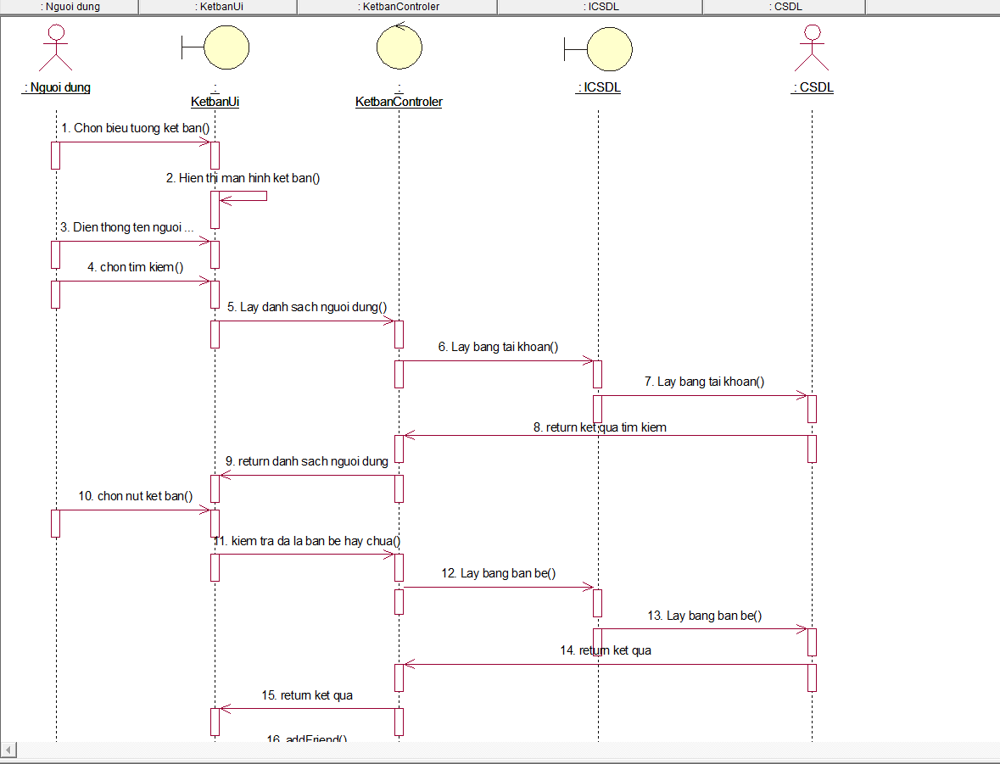 : Nguoi dung
: KetbanUi
: KetbanControler
: ICSDL
: CSDL
: Nguoi dung
:
KetbanUi
:
KetbanControler
: ICSDL
: CSDL
1. Chon bieu tuong ket ban()
2. Hien thi man hinh ket ban()
3. Dien thong ten nguoi ...
4. chon tim kiem()
5. Lay danh sach nguoi dung()
6. Lay bang tai khoan()
7. Lay bang tai khoan()
8. return ket qua tim kiem
9. return danh sach nguoi dung
10. chon nut ket ban()
11. kiem tra da la ban be hay chua()
12. Lay bang ban be()
13. Lay bang ban be()
14. return ket qua
15. return ket qua
16. addFriend()